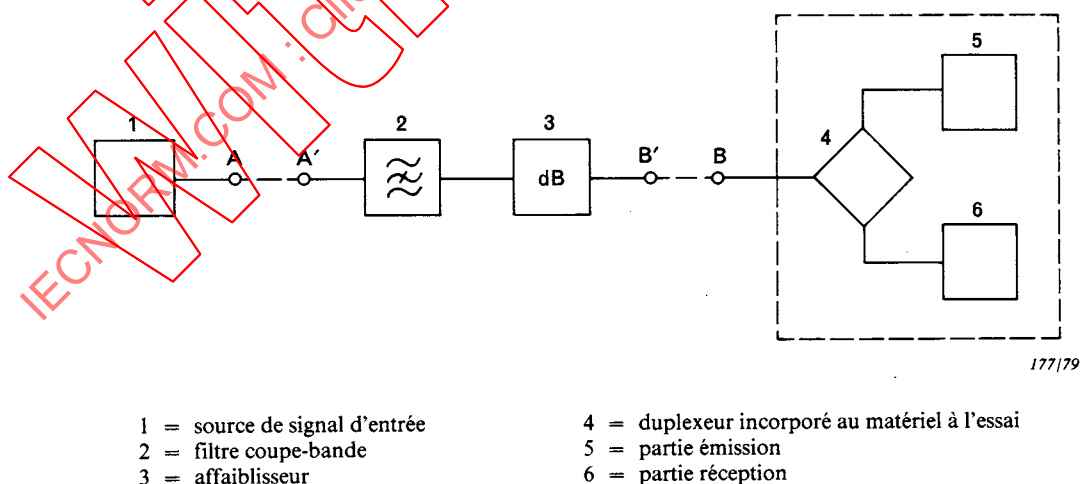 5
1
2
3
4
A
A′
B′
B
dB
6
177/79
1 = source de signal d'entrée
2 = filtre coupe-bande
3 = affaiblisseur
4 = duplexeur incorporé au matériel à l'essai
5 = partie émission
6 = partie réception
IECNORM.COM : Clic